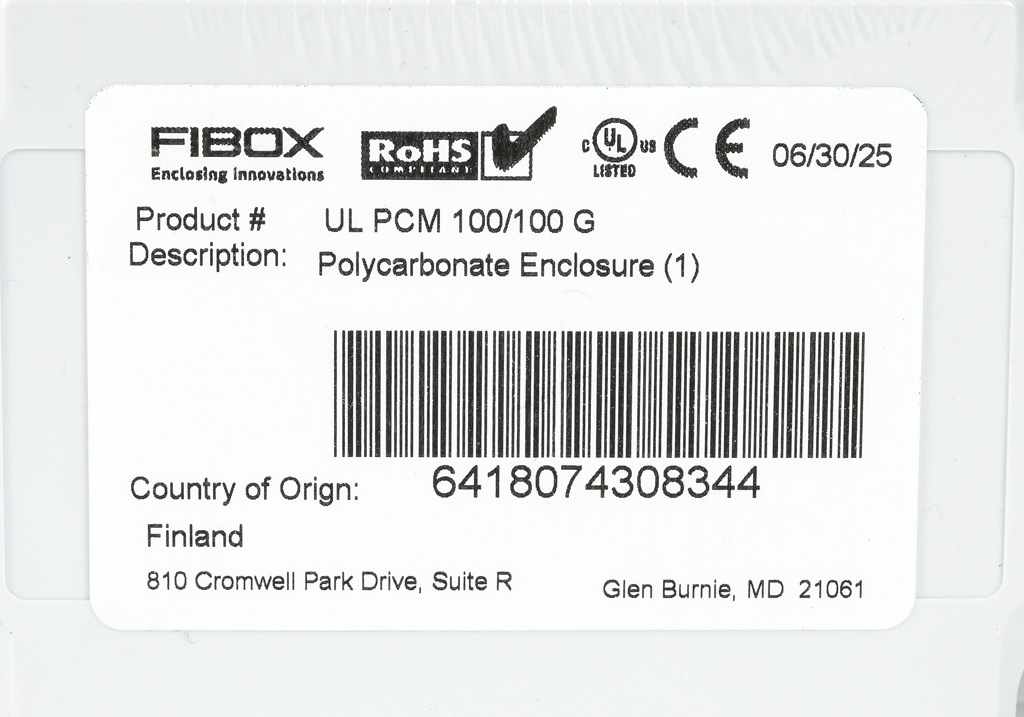 FIBOX
Enclosing innovations
RoHS
COMPLIANT
C UL US
LISTED
CE
06/30/25
Product # UL PCM 100/100 G
Description: Polycarbonate Enclosure (1)
6418074308344
Country of Orign:
Finland
810 Cromwell Park Drive, Suite R Glen Burnie, MD 21061